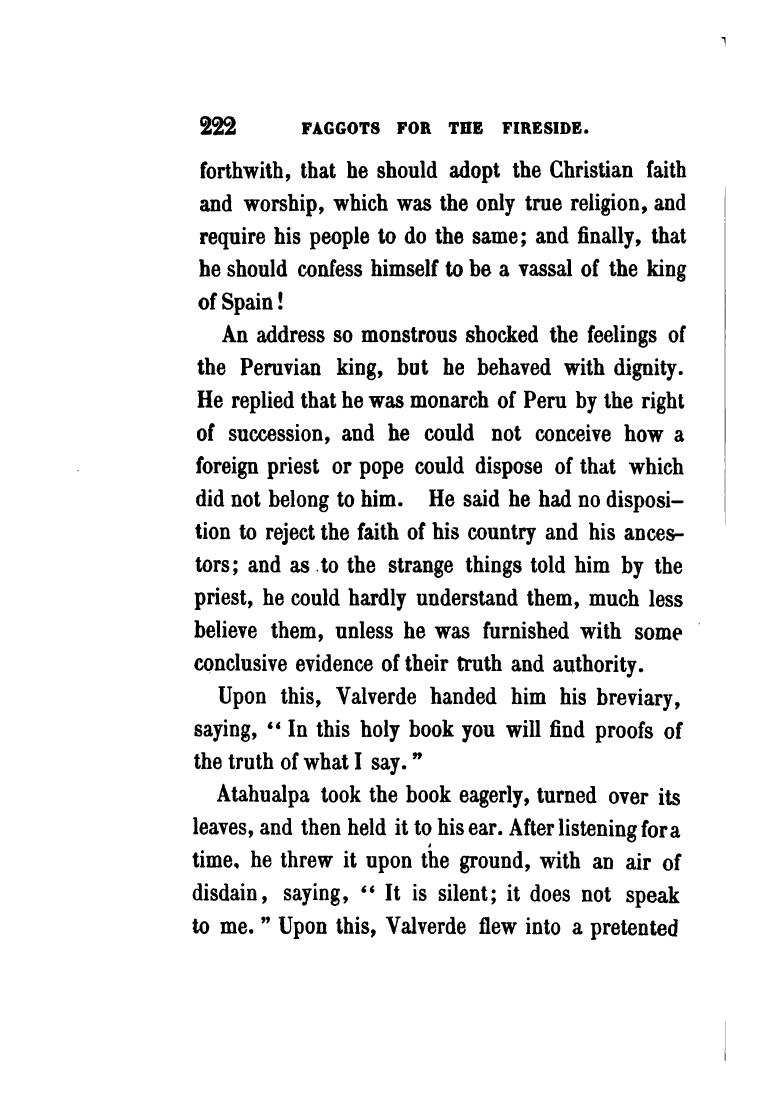 222 FAGGOTS FOR THE FIRESIDE.
forthwith, that he should adopt the Christian faith
and worship, which was the only true religion, and
require his people to do the same; and finally, that
he should confess himself to be a vassal of the king
of Spain!
An address so monstrous shocked the feelings of
the Peruvian king, but he behaved with dignity.
He replied that he was monarch of Peru by the right
of succession, and he could not conceive how a
foreign priest or pope could dispose of that which
did not belong to him. He said he had no disposi-
tion to reject the faith of his country and his ances-
tors; and as to the strange things told him by the
priest, he could hardly understand them, much less
believe them, unless he was furnished with some
conclusive evidence of their truth and authority.
Upon this, Valverde handed him his breviary,
saying, “In this holy book you will find proofs of
the truth of what I say.”
Atahualpa took the book eagerly, turned over its
leaves, and then held it to his ear. After listening for a
time, he threw it upon the ground, with an air of
disdain, saying, “It is silent; it does not speak
to me.” Upon this, Valverde flew into a pretented